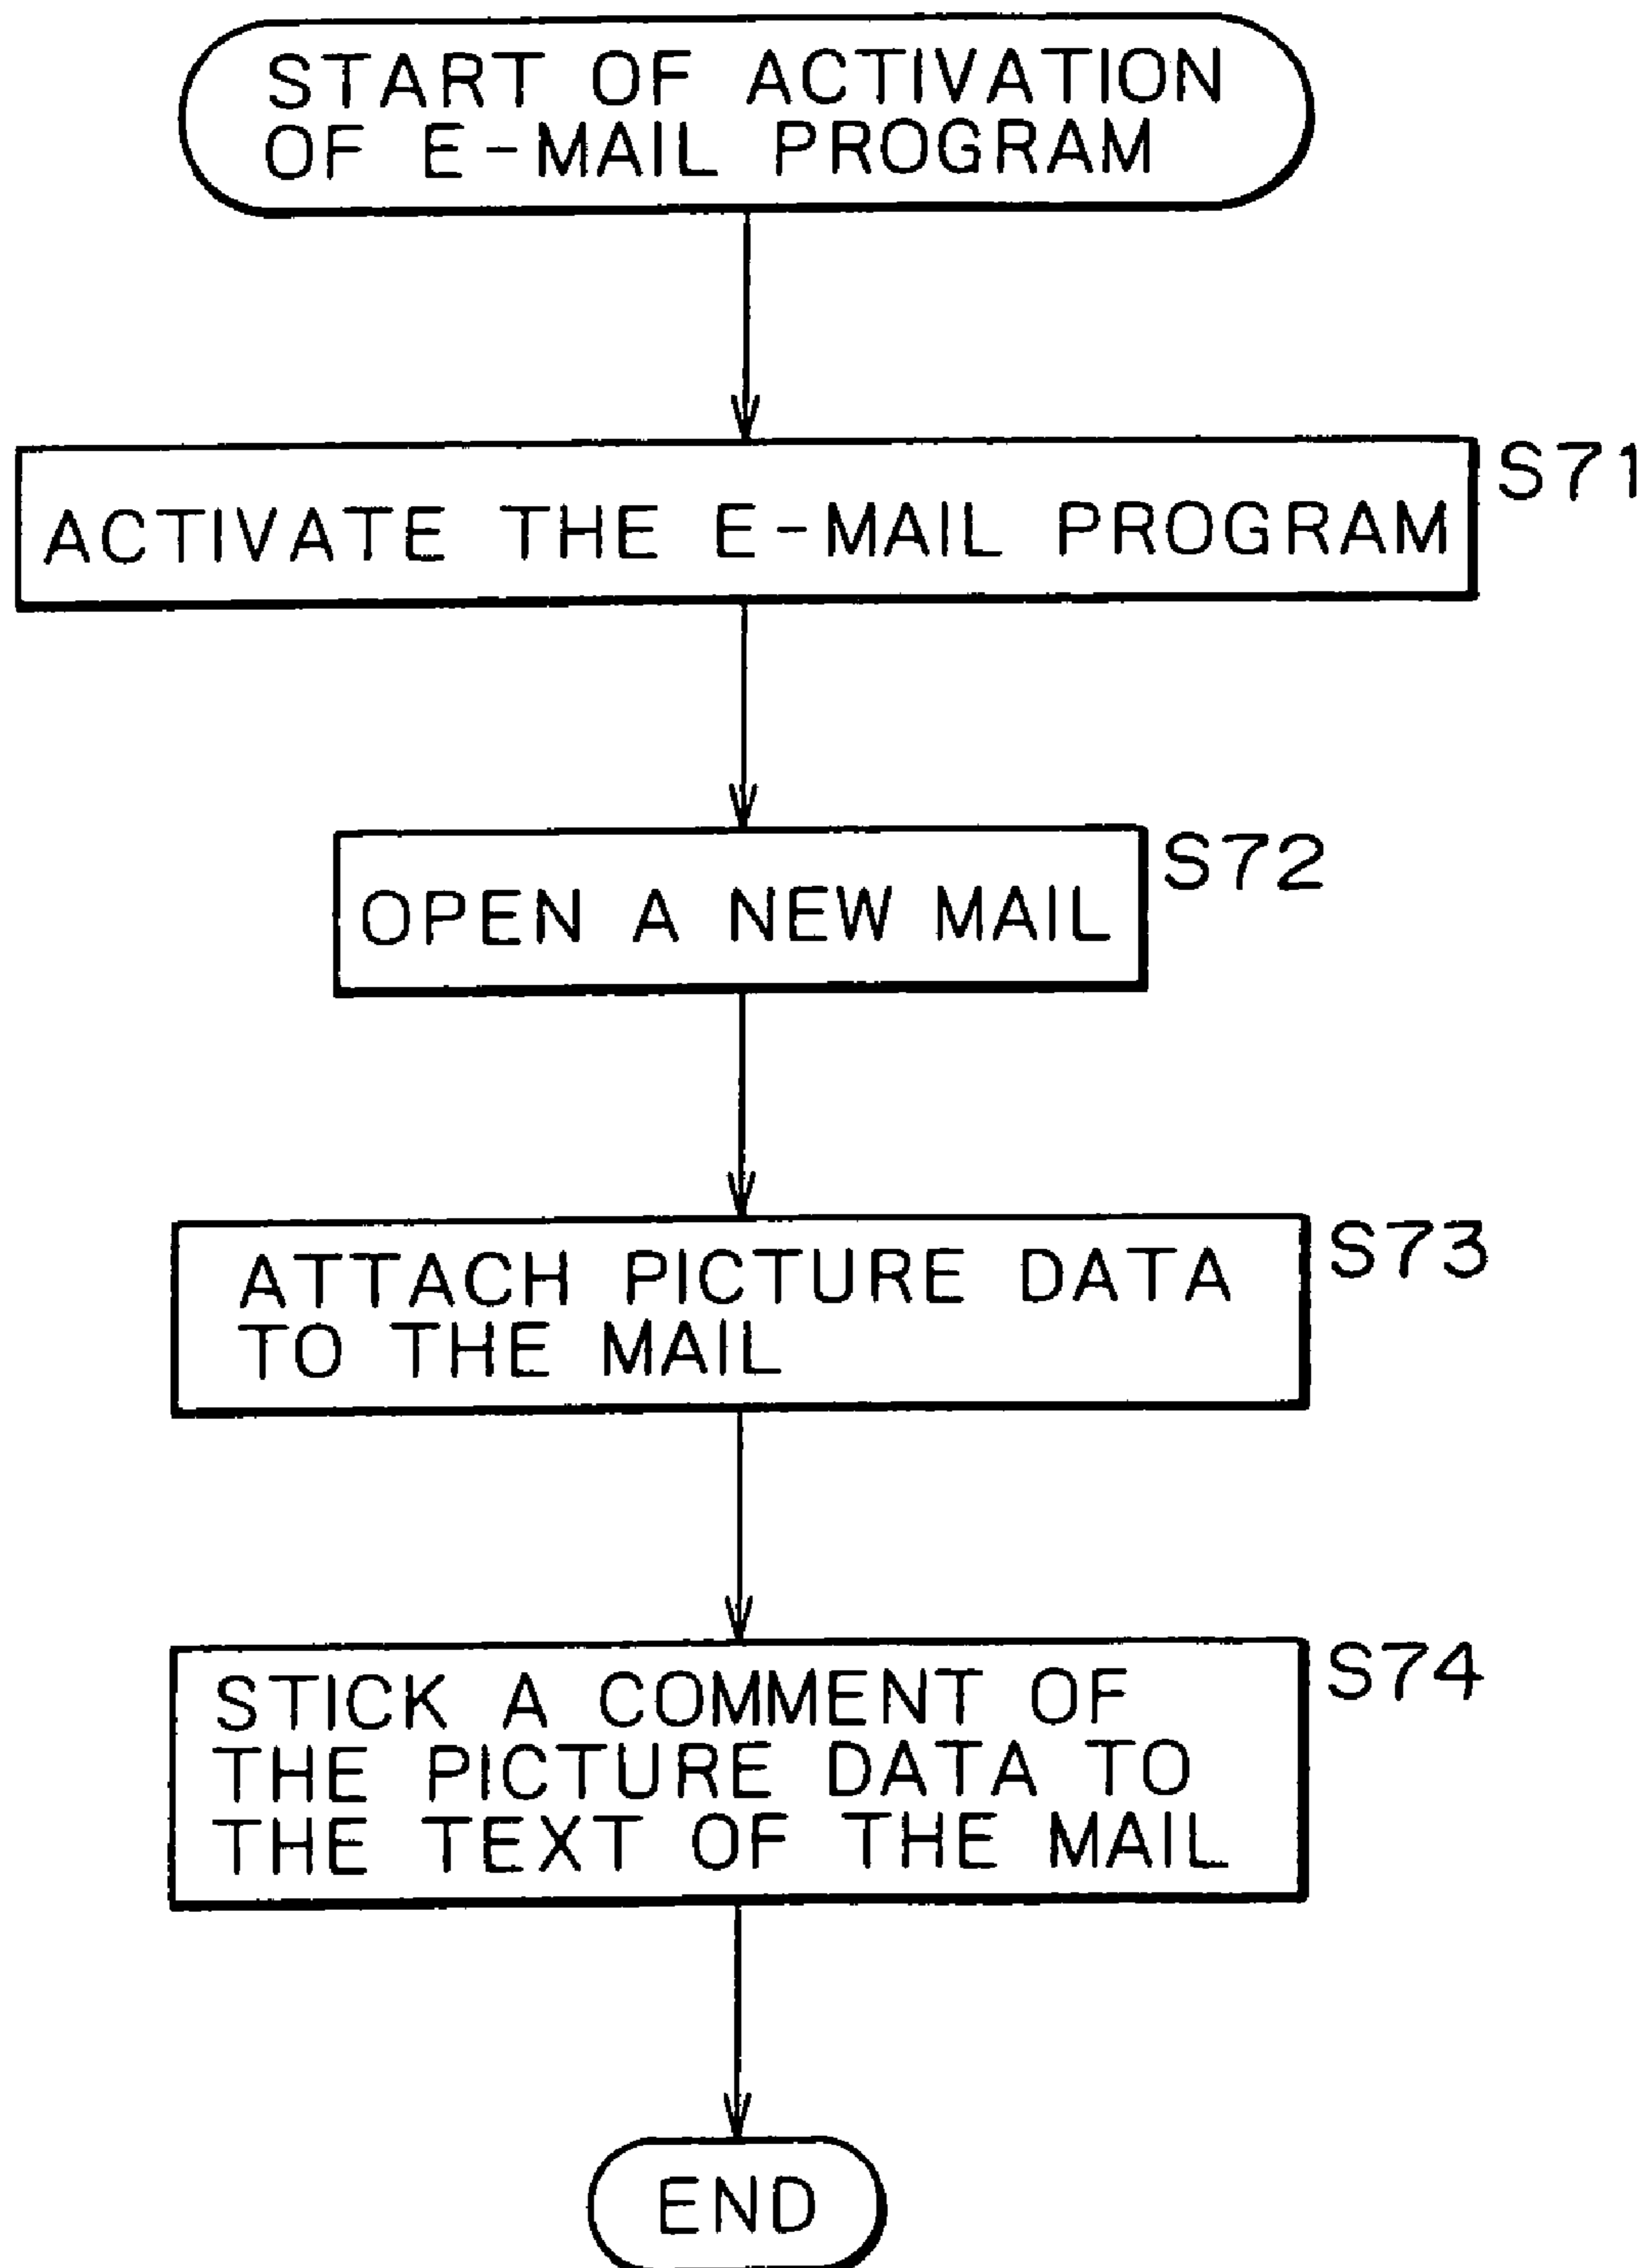 START OF ACTIVATION
OF E-MAIL PROGRAM
S71
ACTIVATE THE E-MAIL PROGRAM
S72
OPEN A NEW MAIL
S73
ATTACH PICTURE DATA
TO THE MAIL
S74
STICK A COMMENT OF
THE PICTURE DATA TO
THE TEXT OF THE MAIL
END